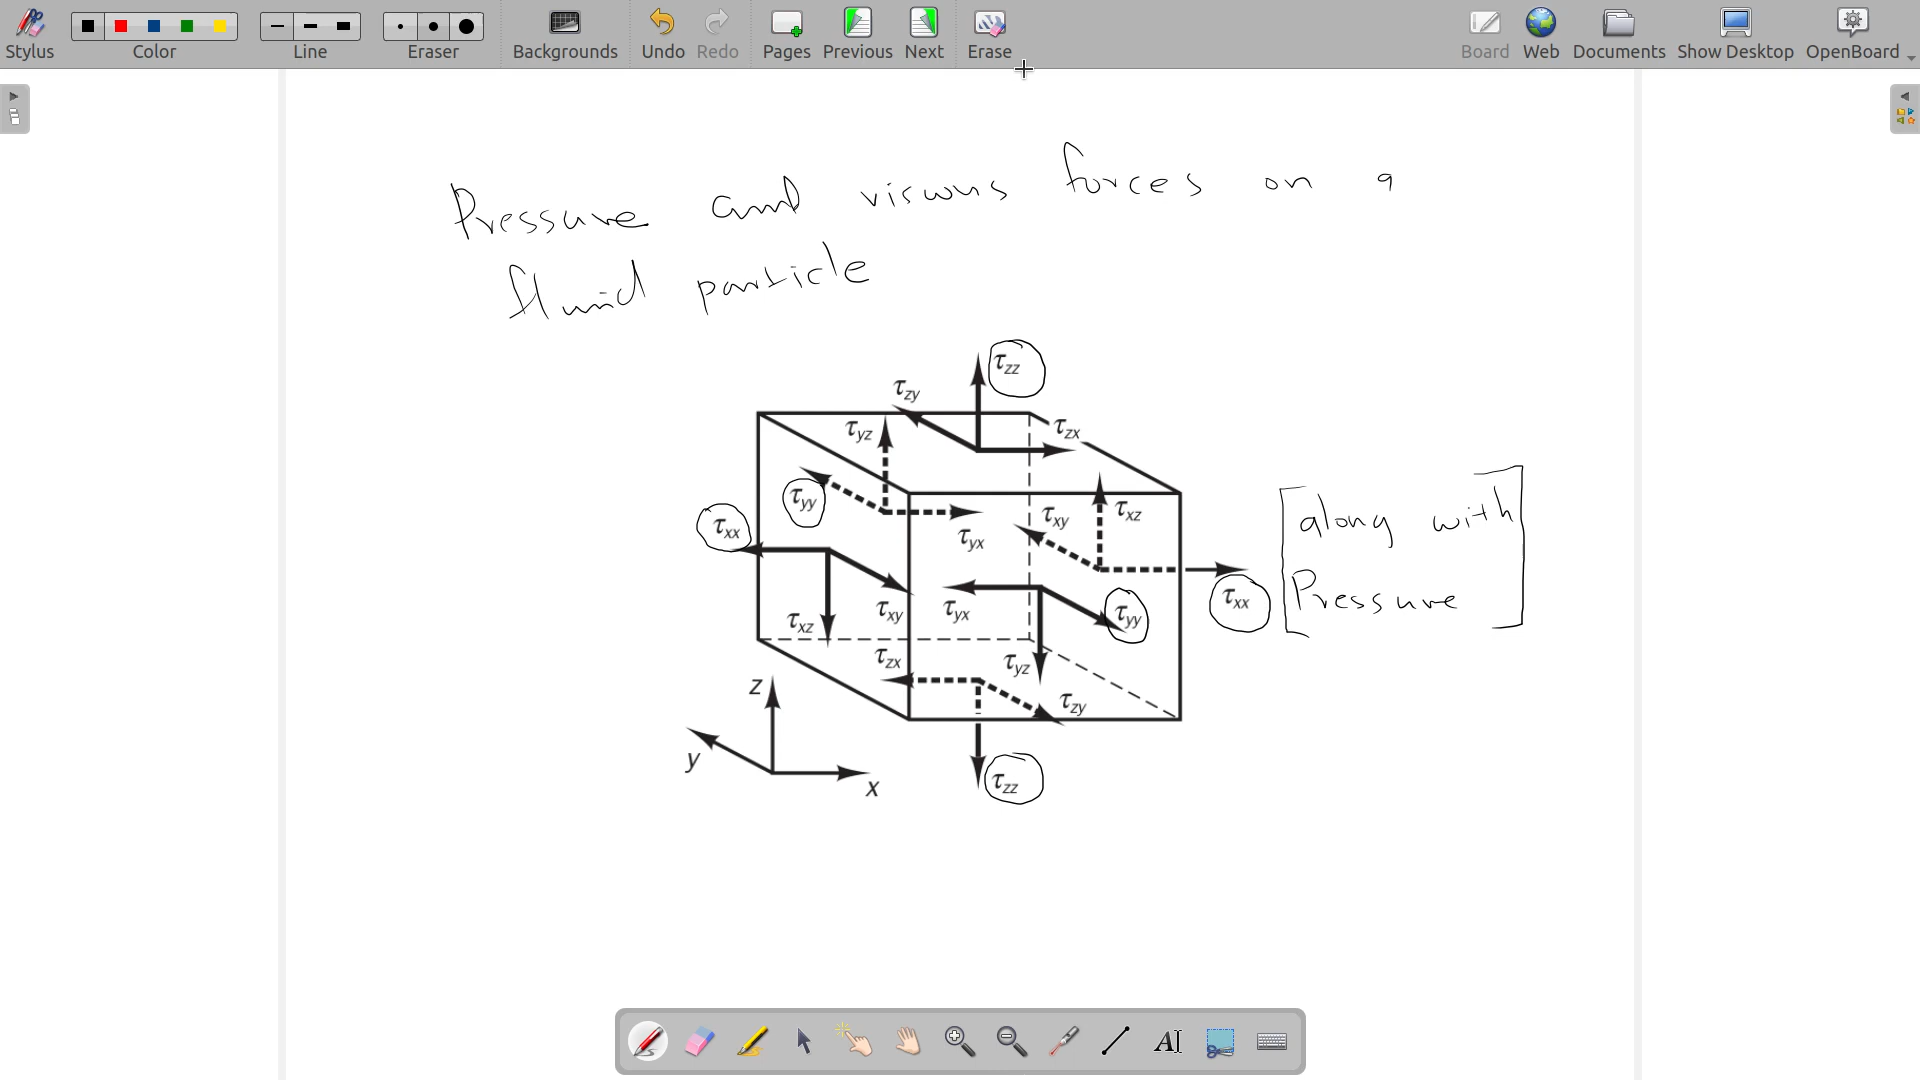 Stylus Color Line Eraser Backgrounds Undo Redo Pages Previous Next Erase Board Web Documents Show Desktop OpenBoard
Pressure and viscous forces on a
fluid particle
τzz
τzy
τyz τzx
τyy τxx τxy τxz
τyx
along with
Pressure
τxx
τxz τxy τyx τyy
τzx τyz
z τzy
y x τzz
AI